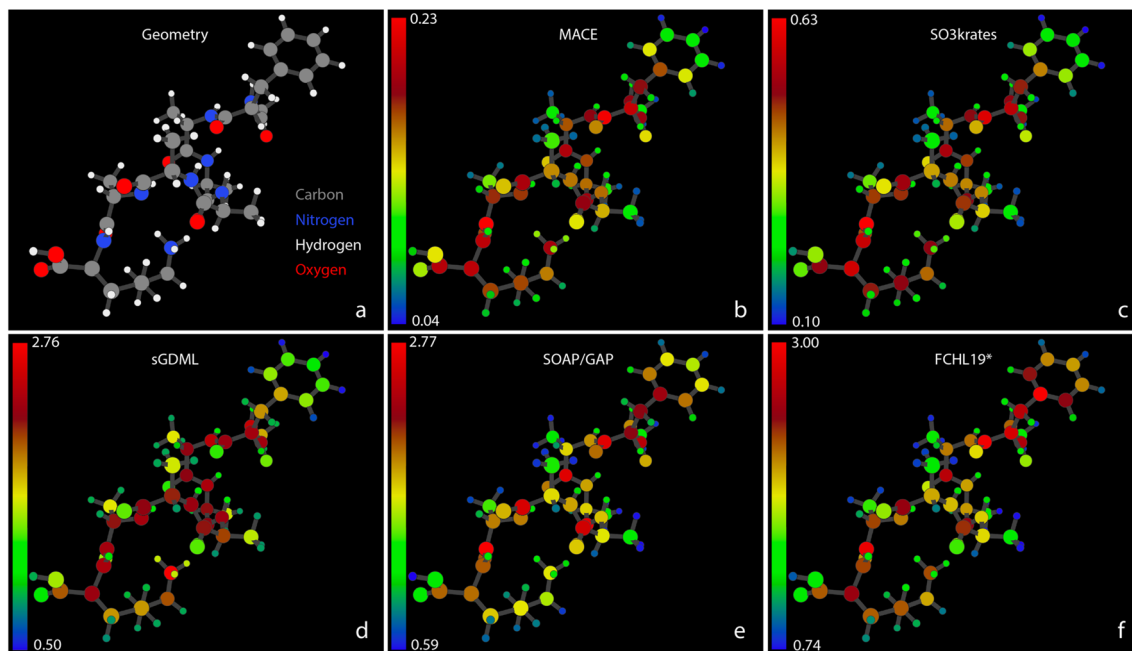 Geometry
Carbon
Nitrogen
Hydrogen
Oxygen
a
0.23
MACE
0.04
b
0.63
SO3krates
0.10
c
2.76
sGDML
0.50
d
2.77
SOAP/GAP
0.59
e
3.00
FCHL19*
0.74
f